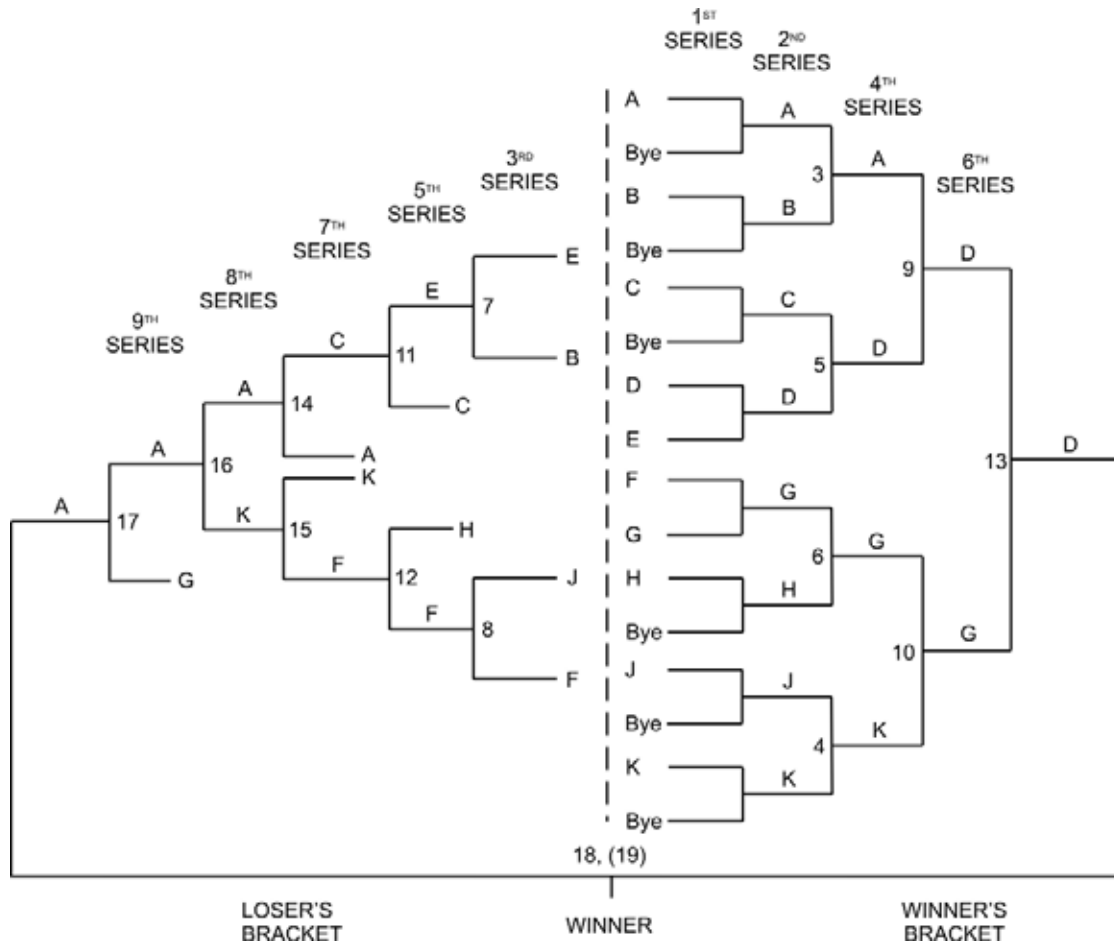 1ST
SERIES
2ND
SERIES
4TH
SERIES
6TH
SERIES
3RD
SERIES
5TH
SERIES
7TH
SERIES
8TH
SERIES
9TH
SERIES
A
Bye
B
Bye
C
Bye
D
E
F
G
H
Bye
J
Bye
K
Bye
A
B
C
D
G
H
J
K
3
5
6
4
A
D
G
K
9
10
D
G
13
D
E
B
7
E
C
11
C
A
14
A
K
H
J
F
8
F
12
F
15
K
16
A
G
17
A
18, (19)
LOSER'S
BRACKET
WINNER
WINNER'S
BRACKET